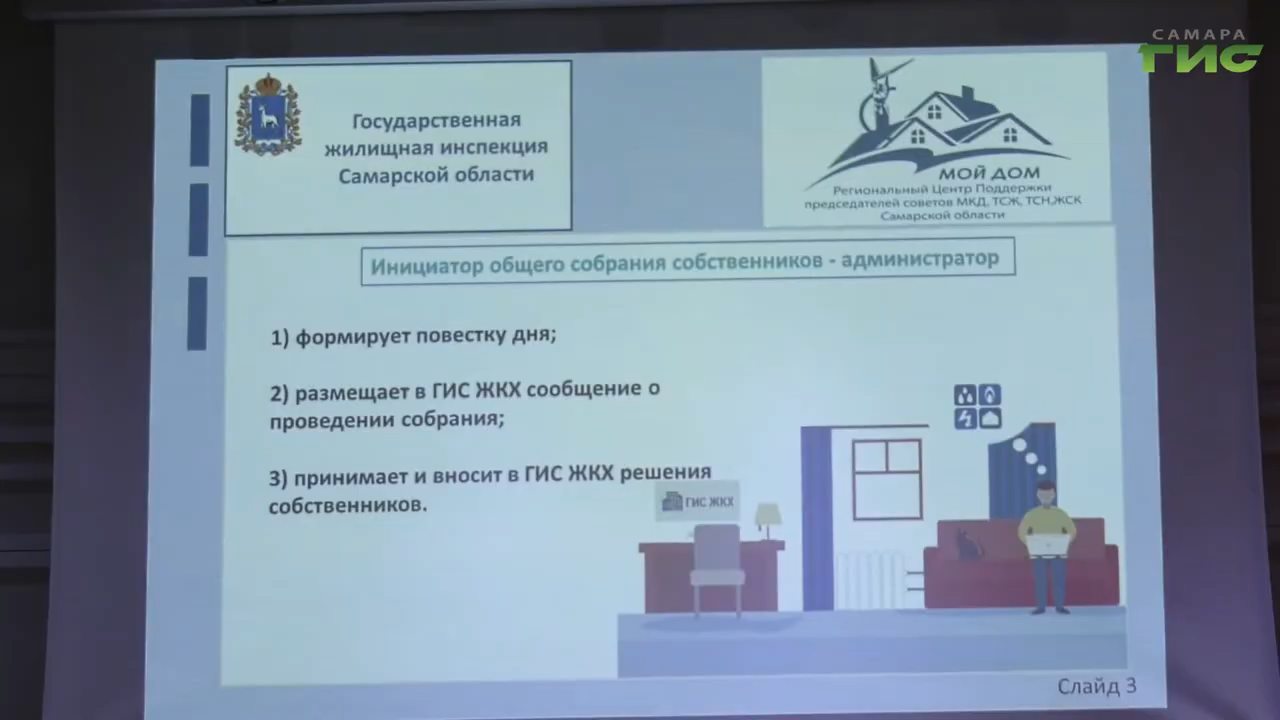 САМАРА
ГИС
Государственная
жилищная инспекция
Самарской области
МОЙ ДОМ
Региональный Центр Поддержки
председателей советов МКД, ТСЖ, ТСН,ЖСК
Самарской области
Инициатор общего собрания собственников - администратор
1) формирует повестку дня;
2) размещает в ГИС ЖКХ сообщение о
проведении собрания;
3) принимает и вносит в ГИС ЖКХ решения
собственников.
ГИС ЖКХ
Слайд 3